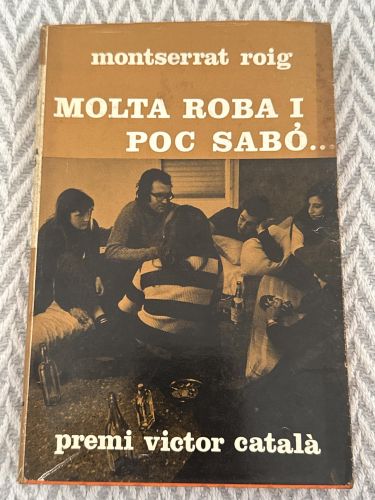 montserrat roig
MOLTA ROBA I
POC SABÓ..
premi victor català